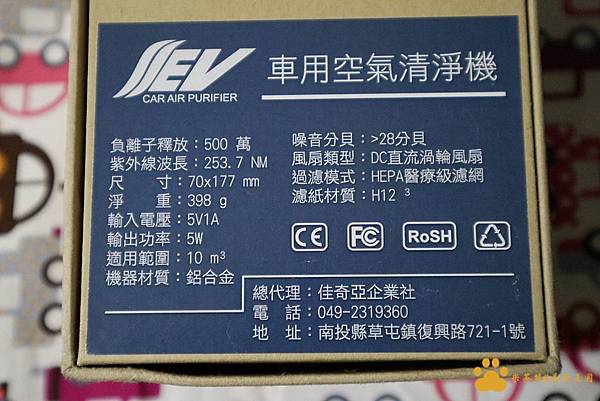 SEV
CAR AIR PURIFIER
車用空氣清淨機
負離子釋放：500 萬
紫外線波長：253.7 NM
尺　　寸：70x177 mm
淨　　重：398 g
輸入電壓：5V1A
輸出功率：5W
適用範圍：10 m³
機器材質：鋁合金
噪音分貝：>28分貝
風扇類型：DC直流渦輪風扇
過濾模式：HEPA醫療級濾網
濾紙材質：H12 ³
CE FC RoSH
總代理：佳奇亞企業社
電　話：049-2319360
地　址：南投縣草屯鎮復興路721-1號